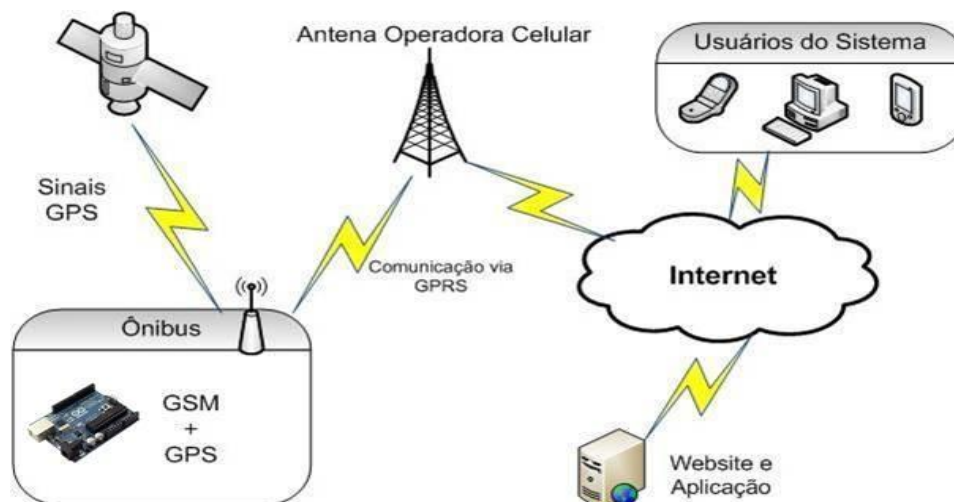 Antena Operadora Celular
Usuários do Sistema
Sinais
GPS
Comunicação via
GPRS
Internet
Ônibus
GSM
+
GPS
Website e
Aplicação